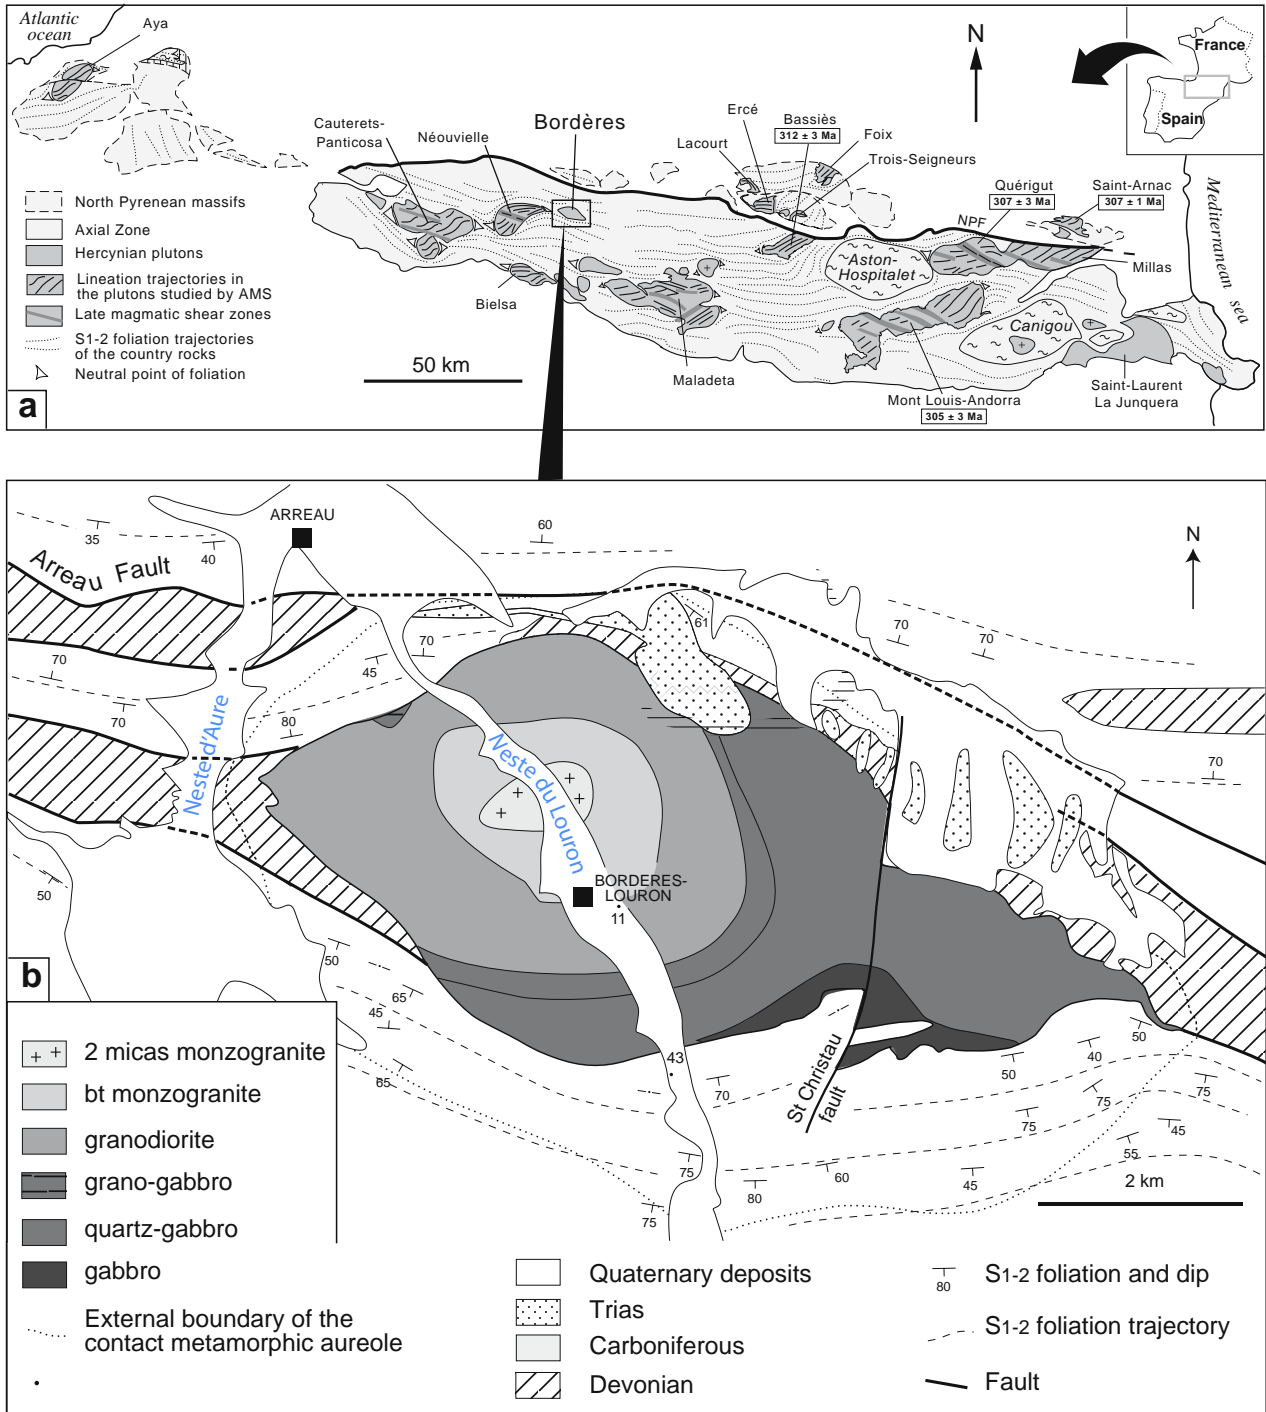 Atlantic
ocean
Aya
N
France
Spain
Cauterets-
Panticosa
Néouvielle
Bordères
Ercé
Lacourt
Bassiès
312 ± 3 Ma
Foix
Trois-Seigneurs
Quérigut
307 ± 3 Ma
Saint-Arnac
307 ± 1 Ma
NPF
Millas
Mediterranean sea
Aston-
Hospitalet
Canigou
Bielsa
Maladeta
Mont Louis-Andorra
305 ± 3 Ma
Saint-Laurent
La Junquera
North Pyrenean massifs
Axial Zone
Hercynian plutons
Lineation trajectories in
the plutons studied by AMS
Late magmatic shear zones
S1-2 foliation trajectories
of the country rocks
Neutral point of foliation
50 km
a
ARREAU
N
Arreau Fault
35
40
60
70
70
70
61
45
70
70
80
70
70
50
Neste d'Aure
Neste du Louron
BORDERES-
LOURON
11
50
65
45
65
43
70
75
75
80
60
45
50
40
50
75
75
75
45
55
St Christau
fault
2 km
b
2 micas monzogranite
bt monzogranite
granodiorite
grano-gabbro
quartz-gabbro
gabbro
External boundary of the
contact metamorphic aureole
Quaternary deposits
Trias
Carboniferous
Devonian
80
S1-2 foliation and dip
S1-2 foliation trajectory
Fault